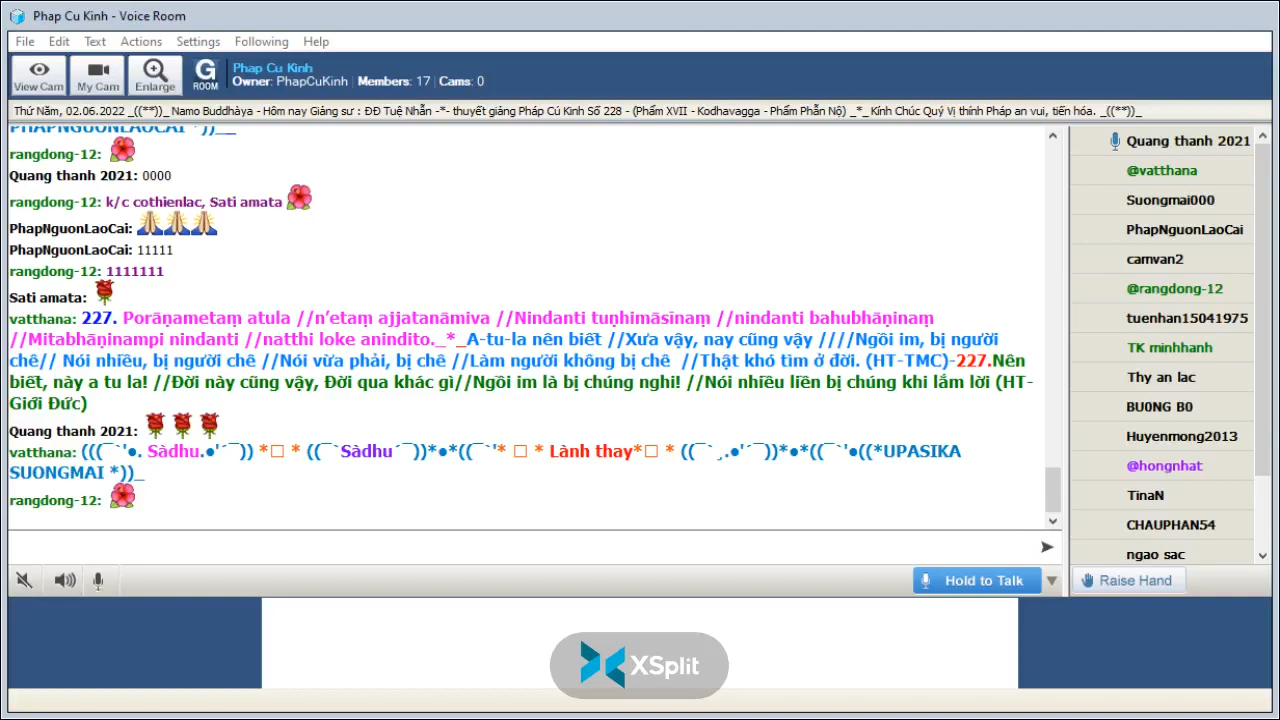 Phap Cu Kinh - Voice Room
File Edit Text Actions Settings Following Help
View Cam My Cam Enlarge G ROOM
Phap Cu Kinh
Owner: PhapCuKinh | Members: 17 | Cams: 0
Thứ Năm, 02.06.2022 _((**))_ Namo Buddhàya - Hôm nay Giảng sư : ĐĐ Tuệ Nhẫn -*- thuyết giảng Pháp Cú Kinh Số 228 - (Phẩm XVII - Kodhavagga - Phẩm Phẫn Nộ) _*_ Kính Chúc Quý Vị thính Pháp an vui, tiến hóa. _((**))_
PHAPNGUONLAOCAI *))__
rangdong-12:
Quang thanh 2021: 0000
rangdong-12: k/c cothienlac, Sati amata
PhapNguonLaoCai:
PhapNguonLaoCai: 11111
rangdong-12: 1111111
Sati amata:
vatthana: 227. Porāṇametaṃ atula //n’etaṃ ajjatanāmiva //Nindanti tuṇhimāsīnaṃ //nindanti bahubhāṇinaṃ
//Mitabhāṇinampi nindanti //natthi loke anindito._*_A-tu-la nên biết //Xưa vậy, nay cũng vậy ////Ngồi im, bị người
chê// Nói nhiều, bị người chê //Nói vừa phải, bị chê //Làm người không bị chê //Thật khó tìm ở đời. (HT-TMC)-227.Nên
biết, này a tu la! //Đời này cũng vậy, Đời qua khác gì//Ngồi im là bị chúng nghi! //Nói nhiều liền bị chúng khi lắm lời (HT-
Giới Đức)
Quang thanh 2021:
vatthana: (((¯`'●. Sàdhu.●'´¯)) *□ * ((¯`Sàdhu´¯))*●*((¯`'* □ * Lành thay*□ * ((¯`¸.●'´¯))*●*((¯`'●((*UPASIKA
SUONGMAI *))_
rangdong-12:
Hold to Talk
Quang thanh 2021
@vatthana
Suongmai000
PhapNguonLaoCai
camvan2
@rangdong-12
tuenhan15041975
TK minhhanh
Thy an lac
BU0NG B0
Huyenmong2013
@hongnhat
TinaN
CHAUPHAN54
ngao sac
Raise Hand
XSplit